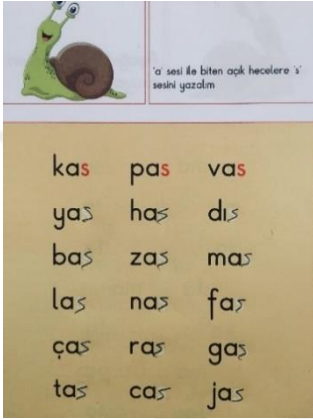 'a' sesi ile biten açık hecelere 's'
sesini yazalım
kas pas vas
yas has dıs
bas zas mas
las nas fas
ças ras gas
tas cas jas